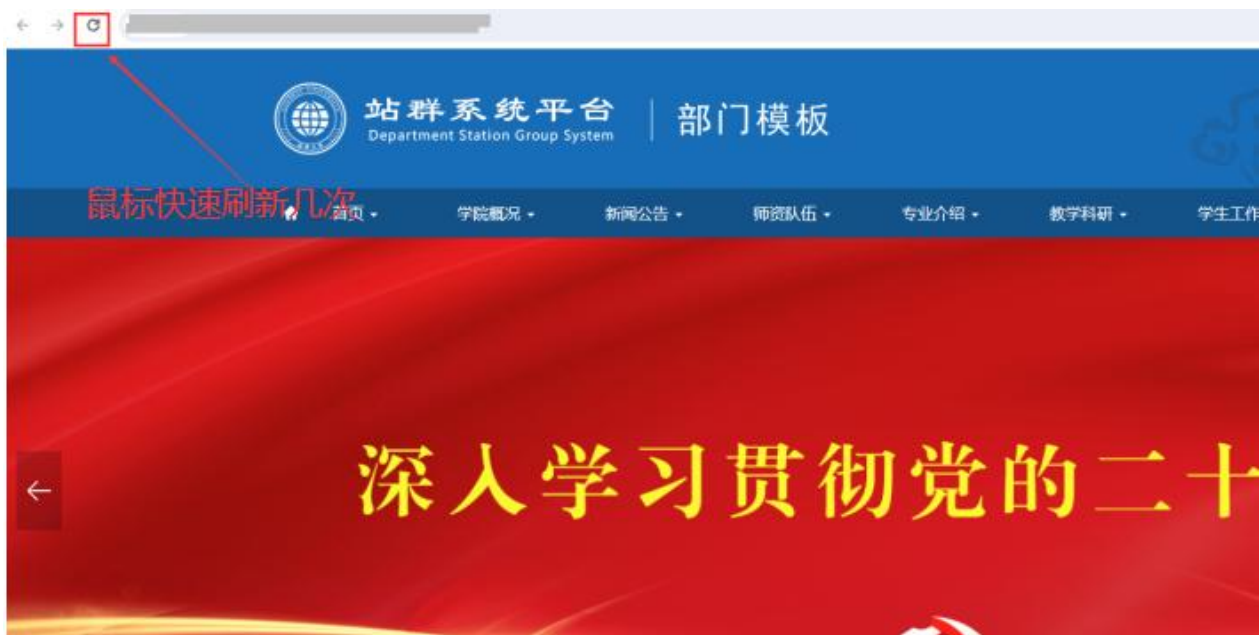 站群系统平台
Department Station Group System
部门模板
鼠标快速刷新几次
首页
学院概况
新闻公告
师资队伍
专业介绍
教学科研
学生工作
深入学习贯彻党的二十